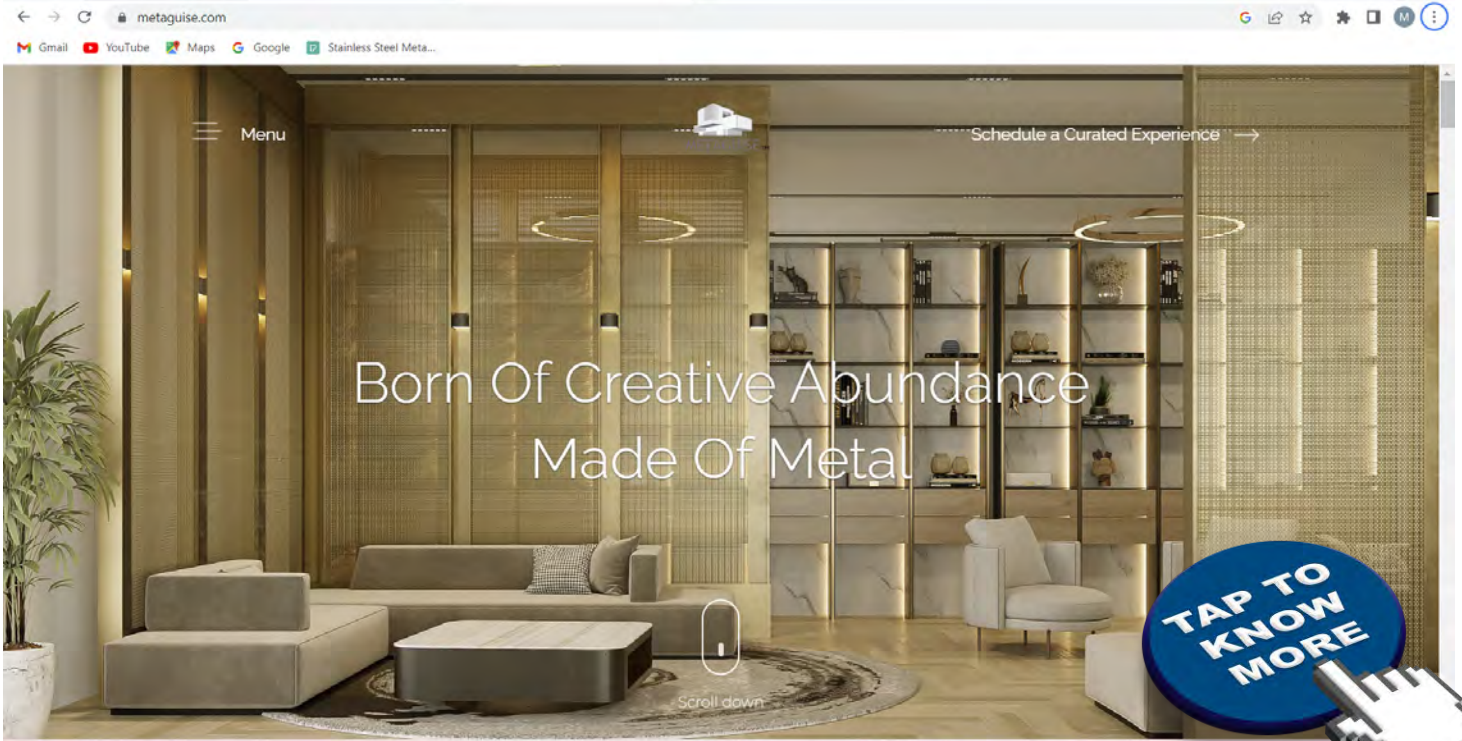 metaguise.com
G
M
Gmail
YouTube
Maps
Google
Stainless Steel Meta...
Menu
Schedule a Curated Experience
Born Of Creative Abundance
Made Of Metal
Scroll down
TAP TO
KNOW
MORE